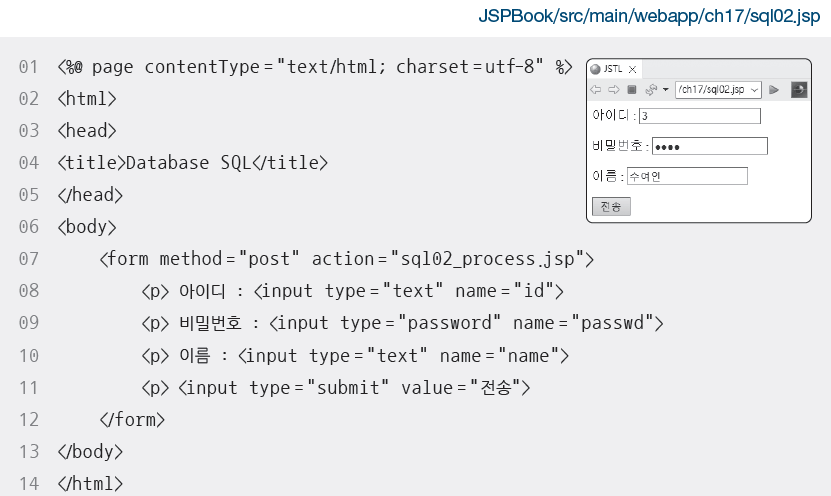 JSPBook/src/main/webapp/ch17/sql02.jsp
01 <%@ page contentType="text/html; charset=utf-8" %>
02 <html>
03 <head>
04 <title>Database SQL</title>
05 </head>
06 <body>
07 <form method="post" action="sql02_process.jsp">
08 <p> 아이디 : <input type="text" name="id">
09 <p> 비밀번호 : <input type="password" name="passwd">
10 <p> 이름 : <input type="text" name="name">
11 <p> <input type="submit" value="전송">
12 </form>
13 </body>
14 </html>
JSTL
/ch17/sql02.jsp
아이디 : 3
비밀번호 : ●●●●
이름 : 수여인
전송